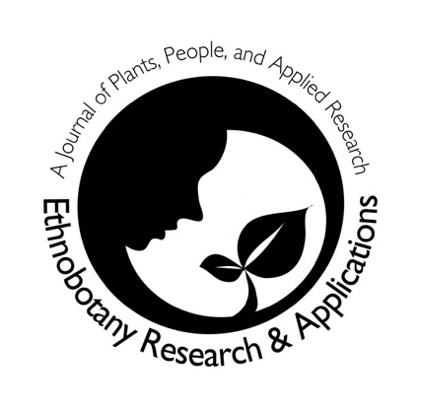 A Journal of Plants, People, and Applied Research
Ethnobotany Research & Applications